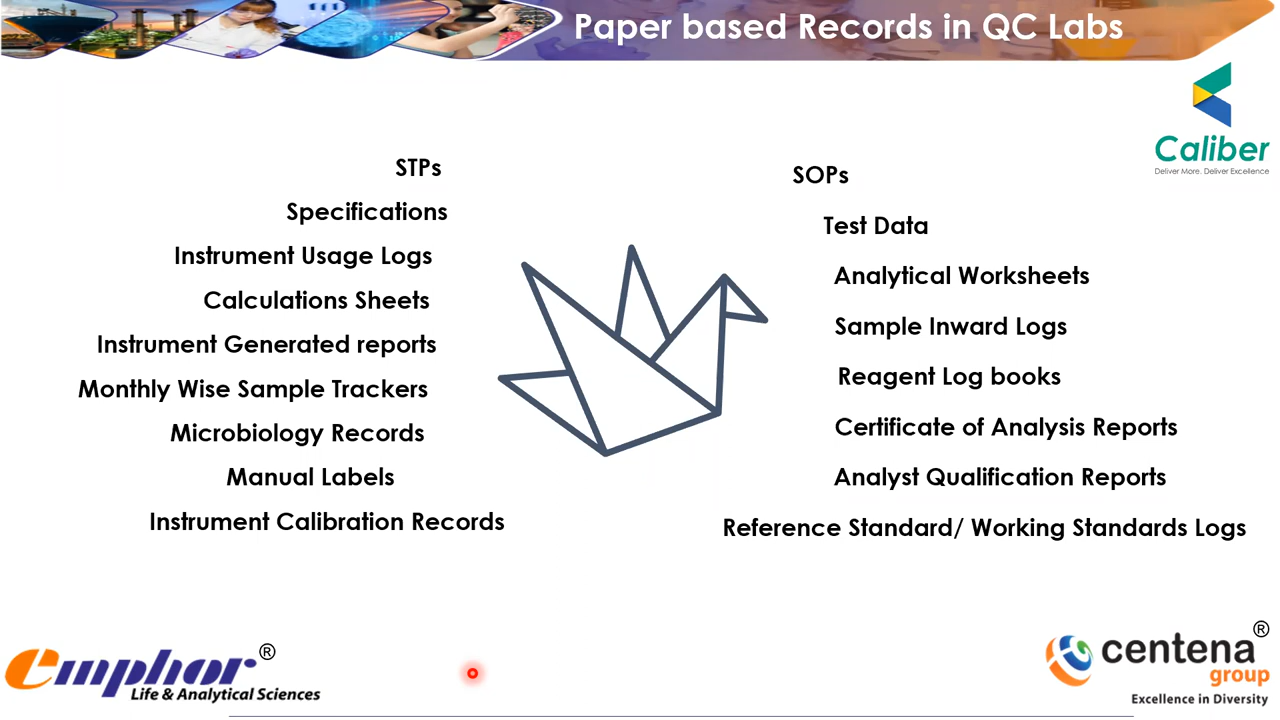 Paper based Records in QC Labs
Caliber
Deliver More. Deliver Excellence
STPs
Specifications
Instrument Usage Logs
Calculations Sheets
Instrument Generated reports
Monthly Wise Sample Trackers
Microbiology Records
Manual Labels
Instrument Calibration Records
SOPs
Test Data
Analytical Worksheets
Sample Inward Logs
Reagent Log books
Certificate of Analysis Reports
Analyst Qualification Reports
Reference Standard/ Working Standards Logs
Emphor®
Life & Analytical Sciences
centena®
group
Excellence in Diversity